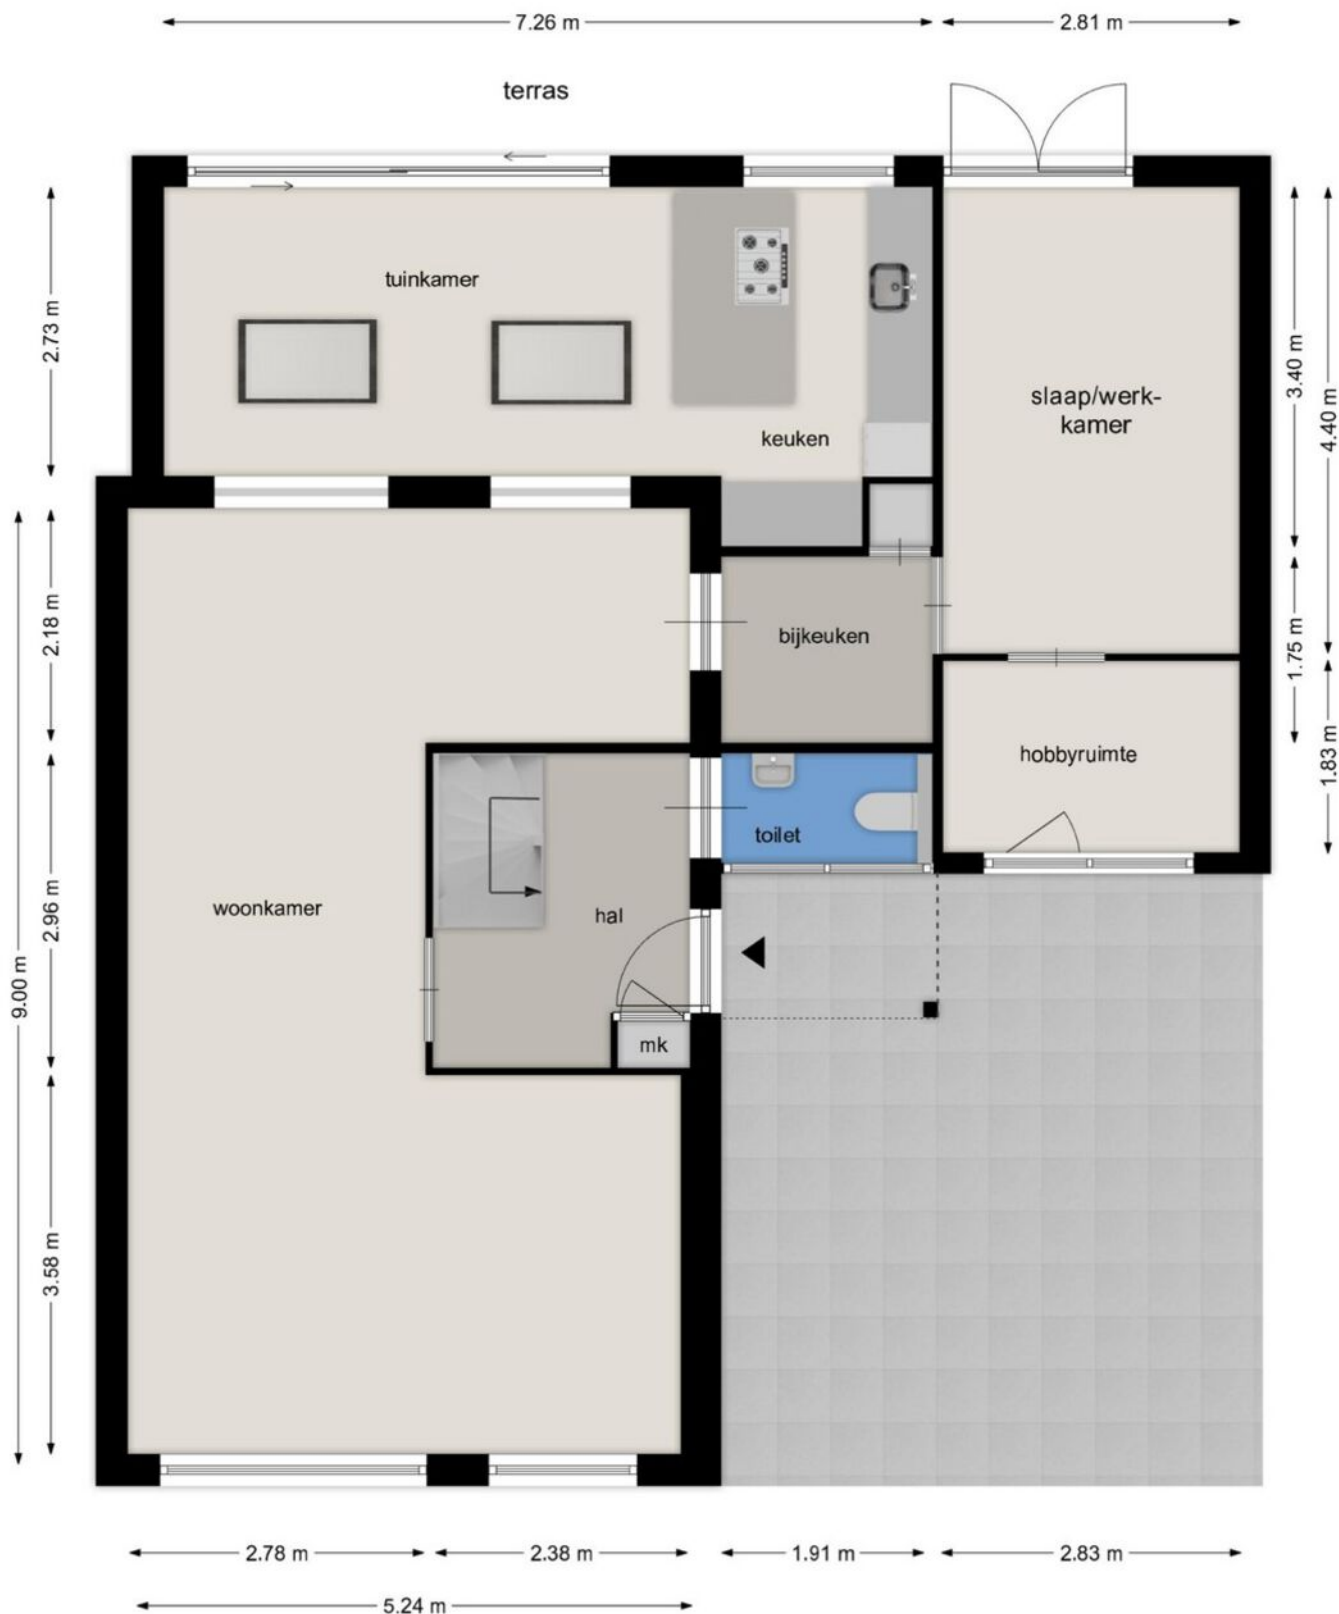 7.26 m
2.81 m
terras
tuinkamer
2.73 m
3.40 m
slaap/werk-
kamer
4.40 m
keuken
2.18 m
bijkeuken
1.75 m
hobbyruimte
1.83 m
toilet
woonkamer
hal
2.96 m
9.00 m
mk
3.58 m
2.78 m
2.38 m
1.91 m
2.83 m
5.24 m